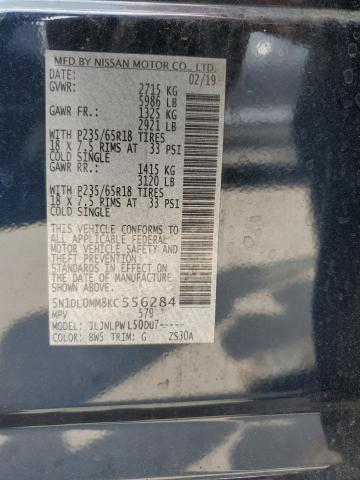 MFD.BY NISSAN MOTOR CO., LTD.
DATE: 02/19
GVWR: 2715 KG
5986 LB
GAWR FR.: 1325 KG
2921 LB
WITH P235/65R18 TIRES
18 X 7.5 RIMS AT 33 PSI
COLD SINGLE
GAWR RR.: 1415 KG
3120 LB
WITH P235/65R18 TIRES
18 X 7.5 RIMS AT 33 PSI
COLD SINGLE
THIS VEHICLE CONFORMS TO
ALL APPLICABLE FEDERAL
MOTOR VEHICLE SAFETY AND
THEFT PREVENTION
STANDARDS IN EFFECT ON
THE DATE OF MANUFACTURE
SHOWN ABOVE.
5N1DL0MM8KC556284
MPV 579
MODEL: JLJNLPWL50DU7-----
COLOR: BW5 TRIM: G ZS30A